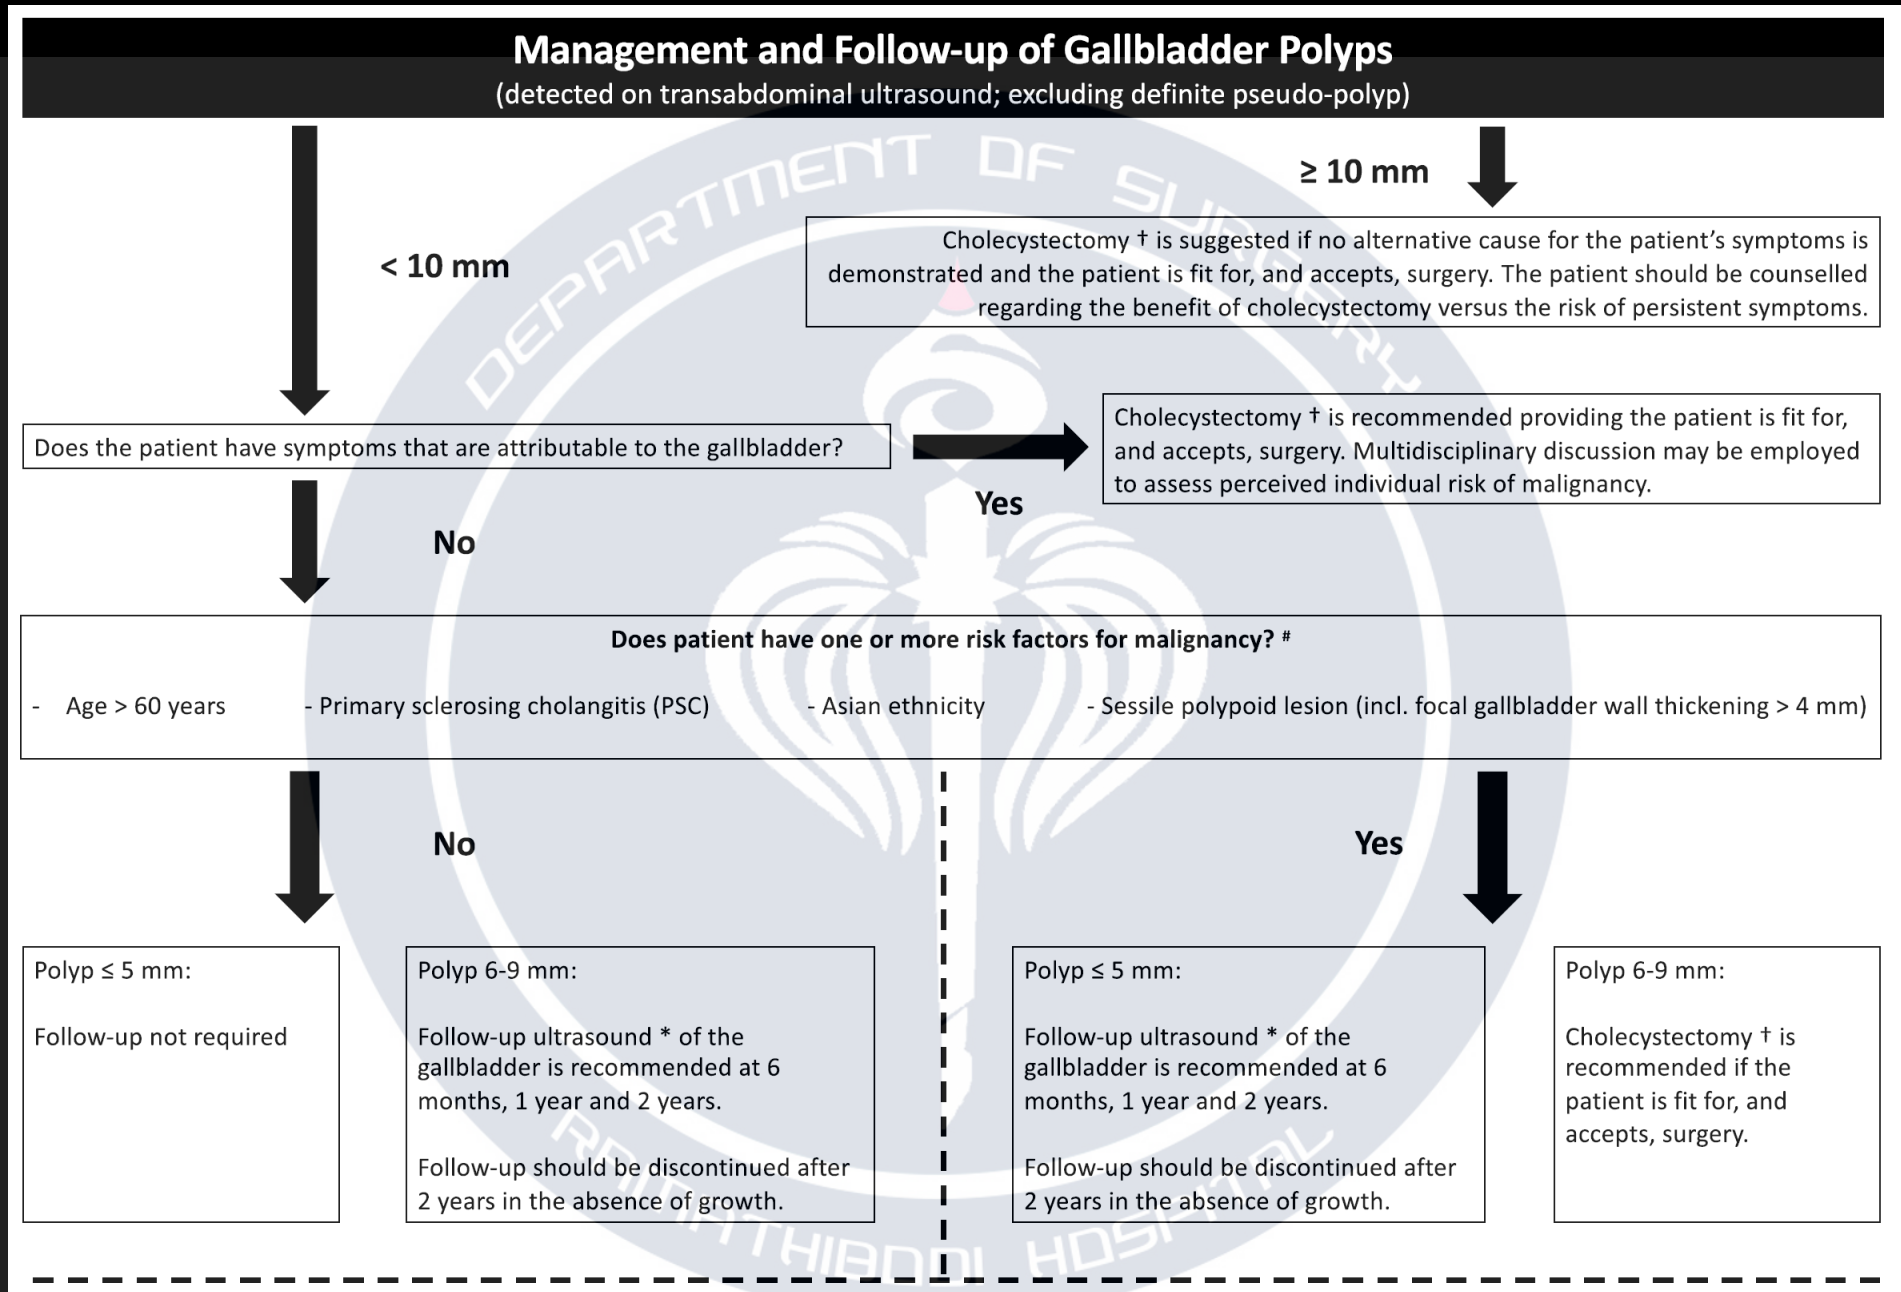 Management and Follow-up of Gallbladder Polyps
(detected on transabdominal ultrasound; excluding definite pseudo-polyp)
≥ 10 mm
Cholecystectomy † is suggested if no alternative cause for the patient’s symptoms is
demonstrated and the patient is fit for, and accepts, surgery. The patient should be counselled
regarding the benefit of cholecystectomy versus the risk of persistent symptoms.
< 10 mm
Does the patient have symptoms that are attributable to the gallbladder?
Yes
Cholecystectomy † is recommended providing the patient is fit for,
and accepts, surgery. Multidisciplinary discussion may be employed
to assess perceived individual risk of malignancy.
No
Does patient have one or more risk factors for malignancy? #
- Age > 60 years
- Primary sclerosing cholangitis (PSC)
- Asian ethnicity
- Sessile polypoid lesion (incl. focal gallbladder wall thickening > 4 mm)
No
Yes
Polyp ≤ 5 mm:
Follow-up not required
Polyp 6-9 mm:
Follow-up ultrasound * of the
gallbladder is recommended at 6
months, 1 year and 2 years.
Follow-up should be discontinued after
2 years in the absence of growth.
Polyp ≤ 5 mm:
Follow-up ultrasound * of the
gallbladder is recommended at 6
months, 1 year and 2 years.
Follow-up should be discontinued after
2 years in the absence of growth.
Polyp 6-9 mm:
Cholecystectomy † is
recommended if the
patient is fit for, and
accepts, surgery.
DEPARTMENT OF SURGERY
RAMATHIBODI HOSPITAL